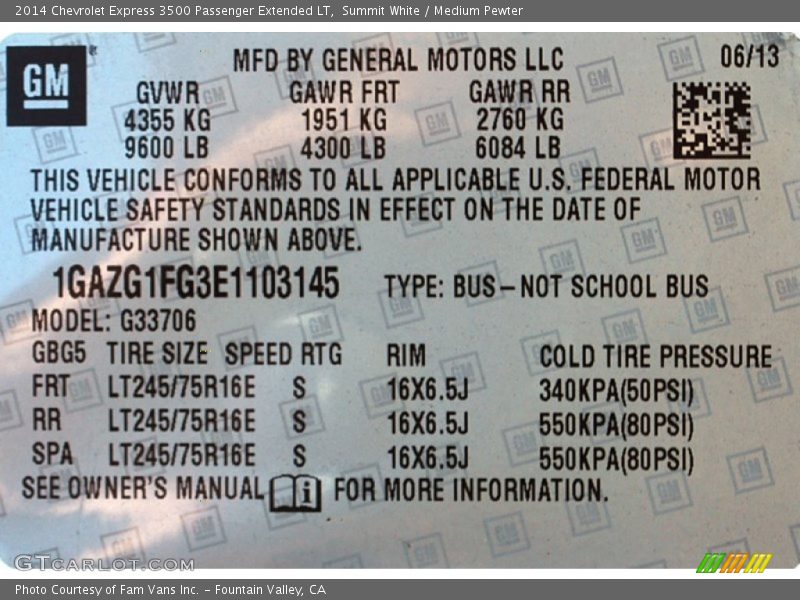 2014 Chevrolet Express 3500 Passenger Extended LT, Summit White / Medium Pewter
GM
MFD BY GENERAL MOTORS LLC 06/13
GVWR GAWR FRT GAWR RR
4355 KG 1951 KG 2760 KG
9600 LB 4300 LB 6084 LB
THIS VEHICLE CONFORMS TO ALL APPLICABLE U.S. FEDERAL MOTOR
VEHICLE SAFETY STANDARDS IN EFFECT ON THE DATE OF
MANUFACTURE SHOWN ABOVE.
1GAZG1FG3E1103145 TYPE: BUS–NOT SCHOOL BUS
MODEL: G33706
GBG5 TIRE SIZE SPEED RTG RIM COLD TIRE PRESSURE
FRT LT245/75R16E S 16X6.5J 340KPA(50PSI)
RR LT245/75R16E S 16X6.5J 550KPA(80PSI)
SPA LT245/75R16E S 16X6.5J 550KPA(80PSI)
SEE OWNER'S MANUAL i FOR MORE INFORMATION.
GTCARLOT.COM
Photo Courtesy of Fam Vans Inc. - Fountain Valley, CA